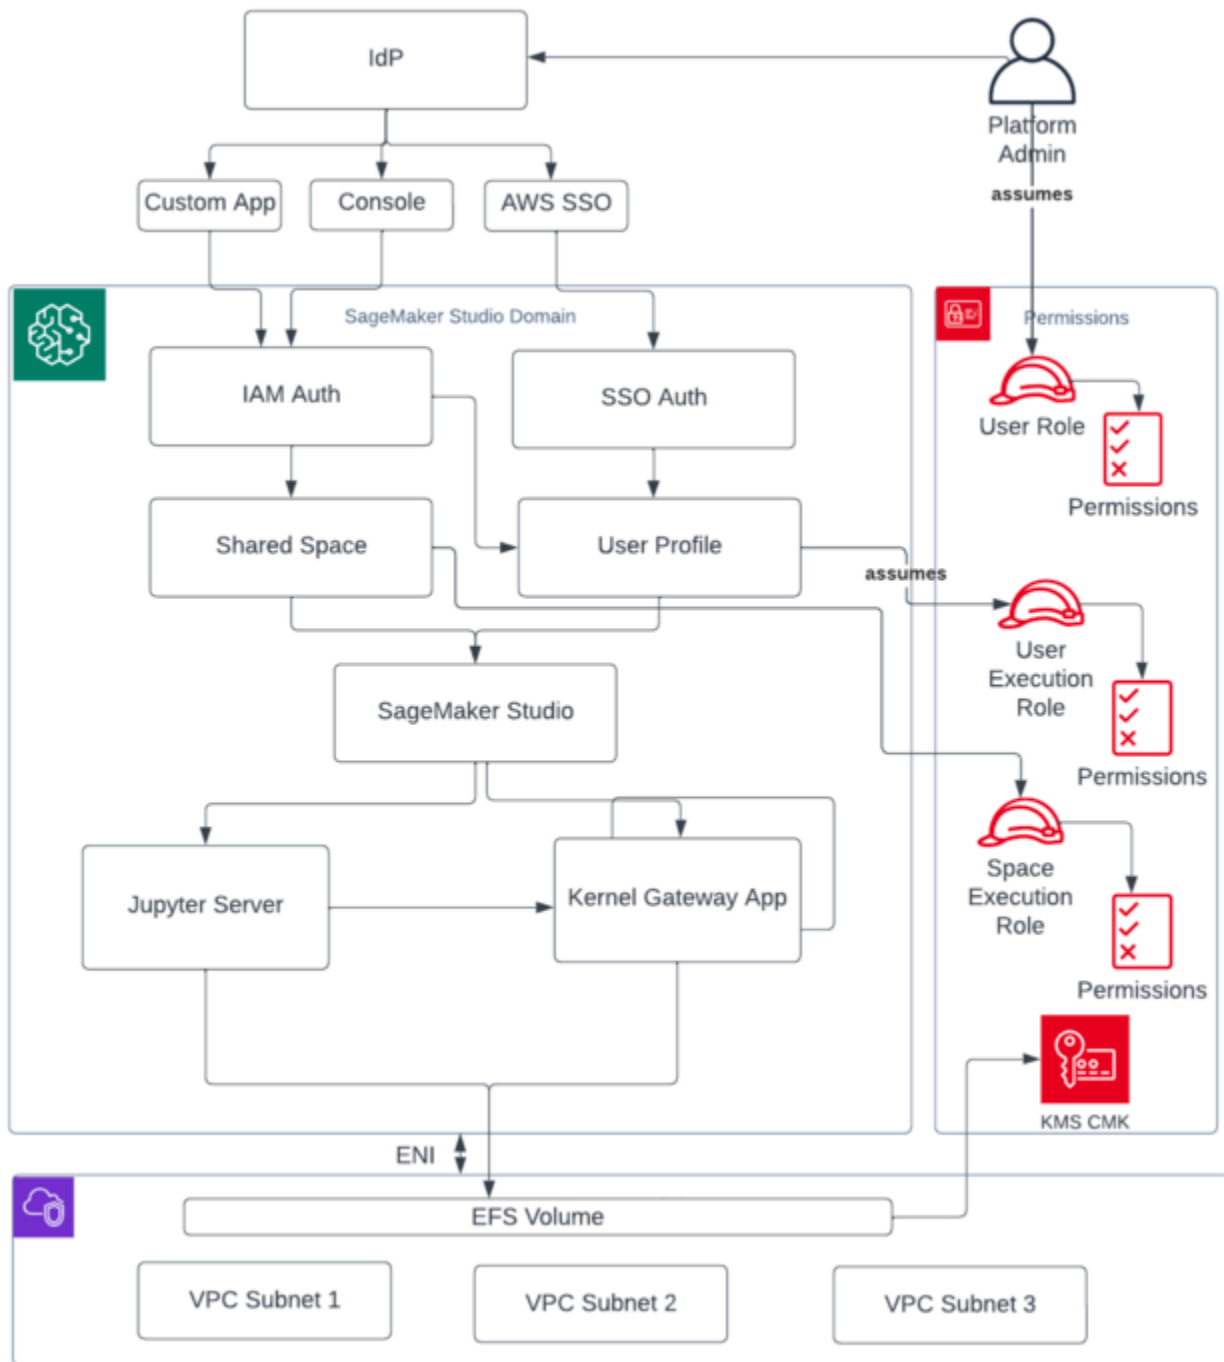 IdP
Platform
Admin
assumes
Custom App
Console
AWS SSO
SageMaker Studio Domain
Permissions
IAM Auth
SSO Auth
User Role
Permissions
Shared Space
User Profile
assumes
User
Execution
Role
Permissions
SageMaker Studio
Space
Execution
Role
Permissions
Jupyter Server
Kernel Gateway App
KMS CMK
ENI
EFS Volume
VPC Subnet 1
VPC Subnet 2
VPC Subnet 3